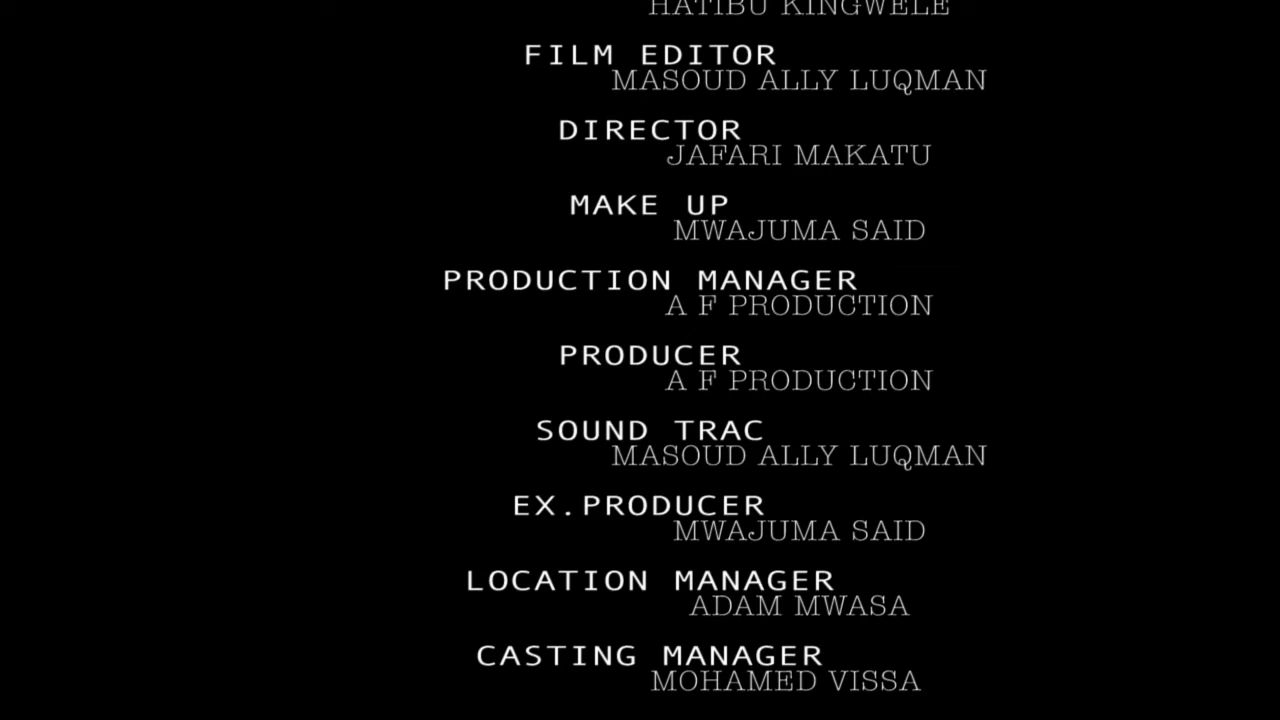 HATIBU KINGWELE
FILM EDITOR
MASOUD ALLY LUQMAN
DIRECTOR
JAFARI MAKATU
MAKE UP
MWAJUMA SAID
PRODUCTION MANAGER
A F PRODUCTION
PRODUCER
A F PRODUCTION
SOUND TRAC
MASOUD ALLY LUQMAN
EX.PRODUCER
MWAJUMA SAID
LOCATION MANAGER
ADAM MWASA
CASTING MANAGER
MOHAMED VISSA